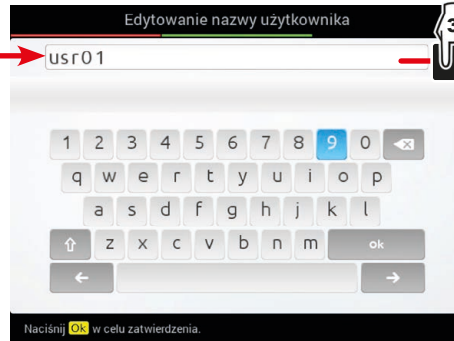 Edytowanie nazwy użytkownika
3
usr01
1 2 3 4 5 6 7 8 9 0
q w e r t y u i o p
a s d f g h j k l
z x c v b n m ok
Naciśnij Ok w celu zatwierdzenia.